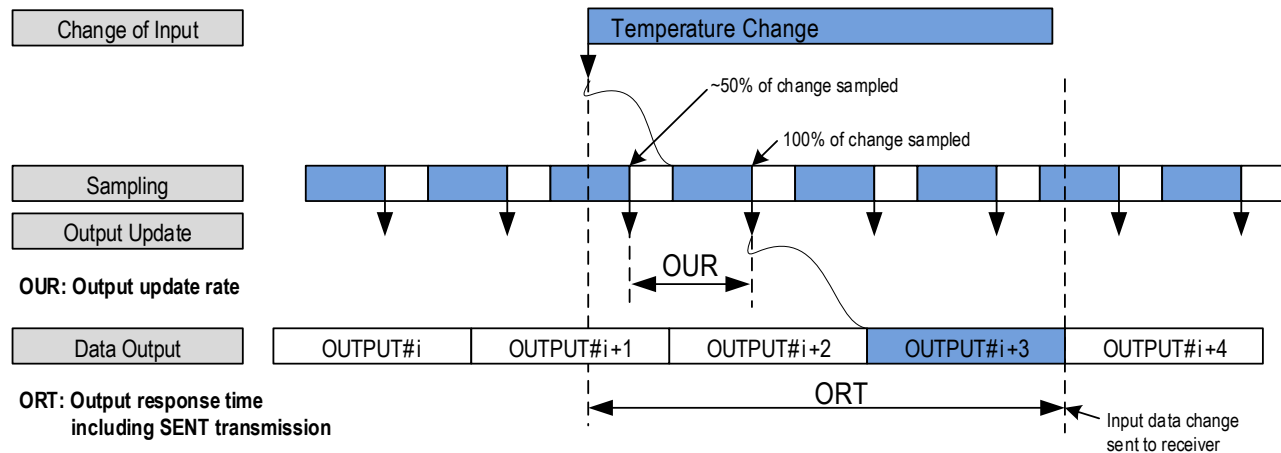 Change of Input
Temperature Change
~50% of change sampled
100% of change sampled
Sampling
Output Update
OUR
OUR: Output update rate
Data Output
OUTPUT#i
OUTPUT#i+1
OUTPUT#i+2
OUTPUT#i+3
OUTPUT#i+4
ORT
ORT: Output response time
including SENT transmission
Input data change
sent to receiver